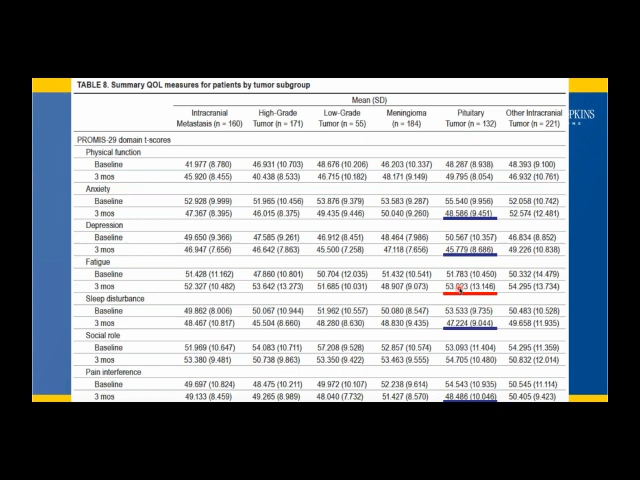 TABLE 8. Summary QOL measures for patients by tumor subgroup
Mean (SD)
Intracranial Metastasis (n = 160) High-Grade Tumor (n = 171) Low-Grade Tumor (n = 55) Meningioma (n = 184) Pituitary Tumor (n = 132) Other Intracranial Tumor (n = 221)
PROMIS-29 domain t-scores
Physical function
Baseline 41.977 (8.780) 46.931 (10.703) 48.676 (10.206) 46.203 (10.337) 48.287 (8.938) 48.393 (9.100)
3 mos 45.920 (8.455) 40.438 (8.533) 46.715 (10.182) 48.171 (9.149) 49.795 (8.054) 46.932 (10.761)
Anxiety
Baseline 52.928 (9.999) 51.965 (10.456) 53.876 (9.379) 53.583 (9.287) 55.540 (9.956) 52.058 (10.742)
3 mos 47.367 (8.395) 46.015 (8.375) 49.435 (9.446) 50.040 (9.260) 48.586 (9.451) 52.574 (12.481)
Depression
Baseline 49.650 (9.366) 47.585 (9.261) 46.912 (8.451) 48.464 (7.986) 50.567 (10.357) 46.834 (8.852)
3 mos 46.947 (7.656) 46.642 (7.863) 45.500 (7.258) 47.118 (7.656) 45.779 (8.686) 49.226 (10.838)
Fatigue
Baseline 51.428 (11.162) 47.860 (10.801) 50.704 (12.035) 51.432 (10.541) 51.783 (10.450) 50.332 (14.479)
3 mos 52.327 (10.482) 53.642 (13.273) 51.685 (10.031) 48.907 (9.073) (13.146) 54.295 (13.734)
Sleep disturbance
Baseline 49.862 (8.006) 50.067 (10.944) 51.962 (10.557) 50.080 (8.547) 53.533 (9.735) 50.483 (10.528)
3 mos 48.467 (10.817) 45.504 (8.660) 48.280 (8.630) 48.830 (9.435) 47.224 (9.044) 49.658 (11.935)
Social role
Baseline 51.969 (10.647) 54.083 (10.711) 57.208 (9.528) 52.857 (10.574) 53.093 (11.404) 54.295 (11.359)
3 mos 53.380 (9.481) 50.738 (9.863) 53.350 (9.422) 53.463 (9.555) 54.705 (10.480) 50.832 (12.014)
Pain interference
Baseline 49.697 (10.824) 48.475 (10.211) 49.972 (10.107) 52.238 (9.614) 54.543 (10.935) 50.545 (11.114)
3 mos 49.133 (8.459) 49.265 (8.989) 48.040 (7.732) 51.427 (8.570) 48.486 (10.046) 50.405 (9.423)